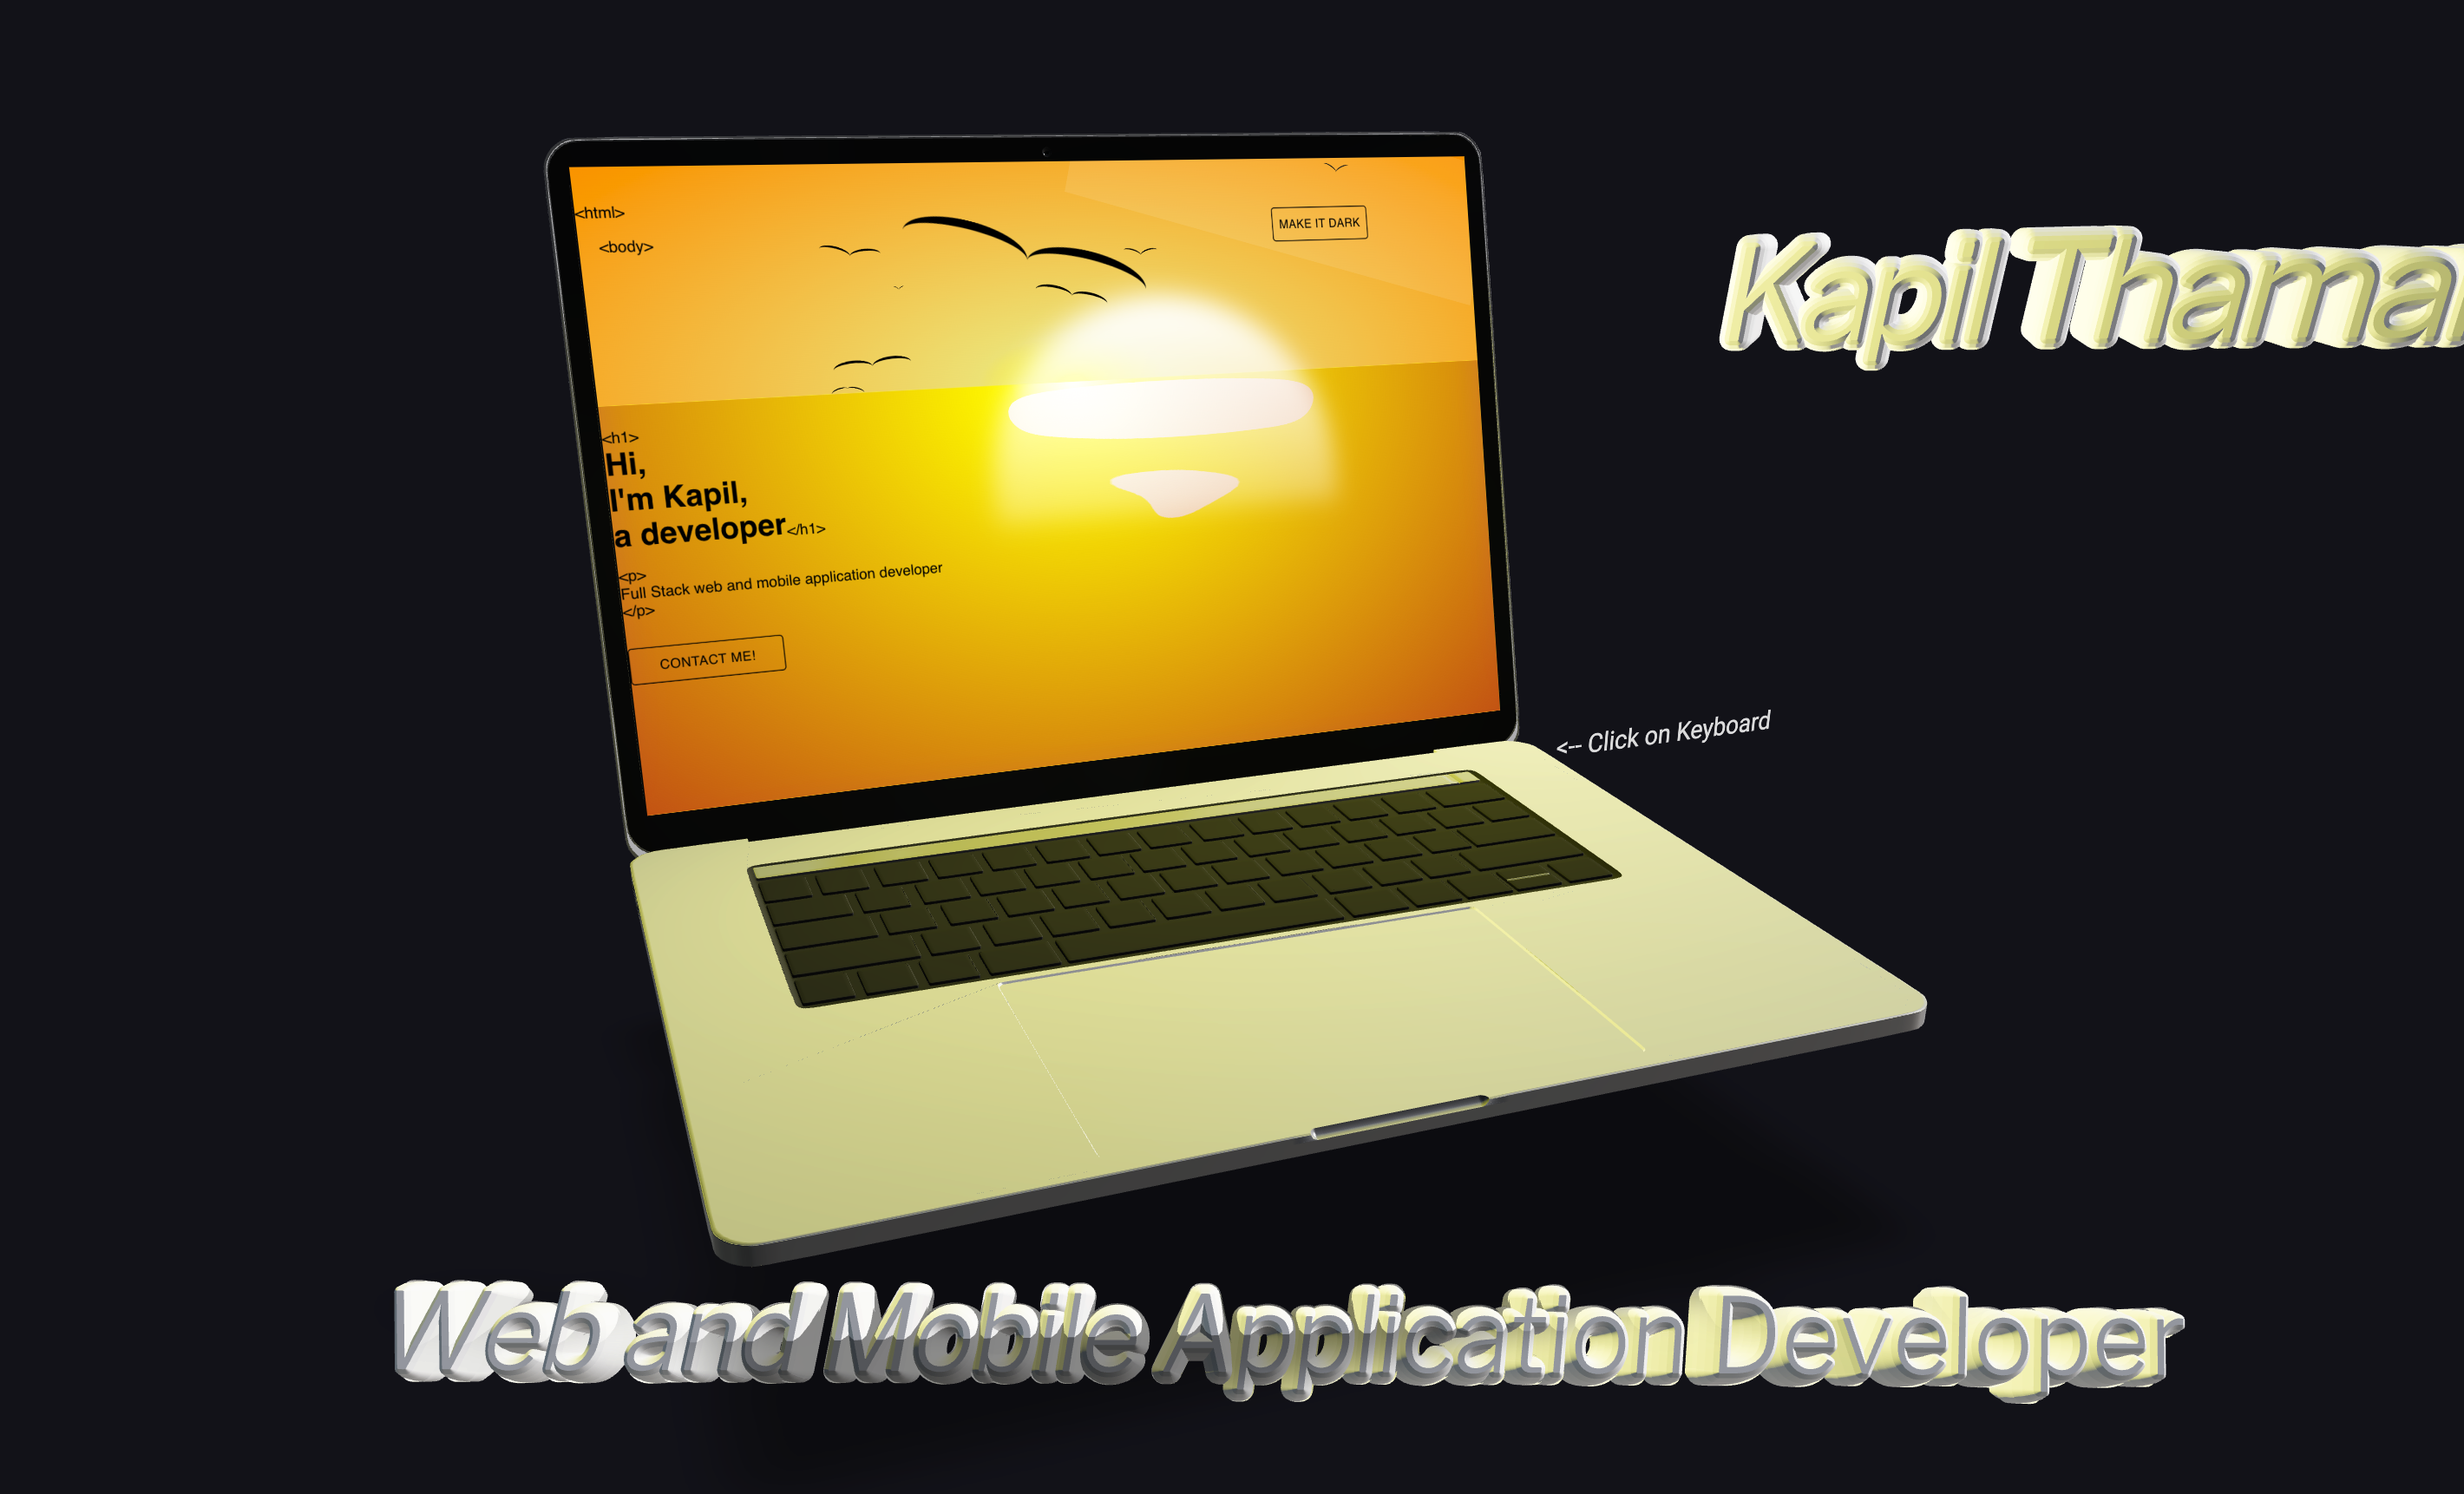 <html>
<body>
MAKE IT DARK
<h1>
Hi,
I'm Kapil,
a developer</h1>
<p>
Full Stack web and mobile application developer
</p>
CONTACT ME!
Kapil
<-- Click on Keyboard
Web and Mobile Application Developer